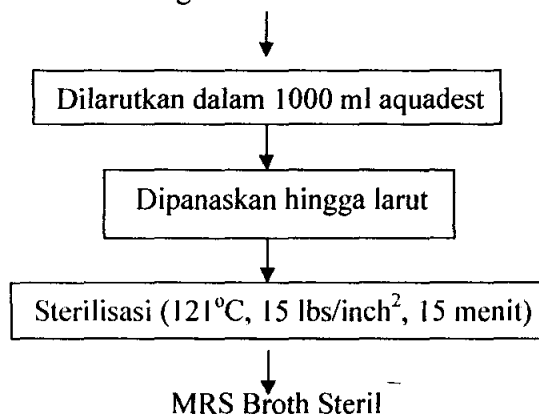 Dilarutkan dalam 1000 ml aquadest
Dipanaskan hingga larut
Sterilisasi (121°C, 15 lbs/inch², 15 menit)
MRS Broth Steril